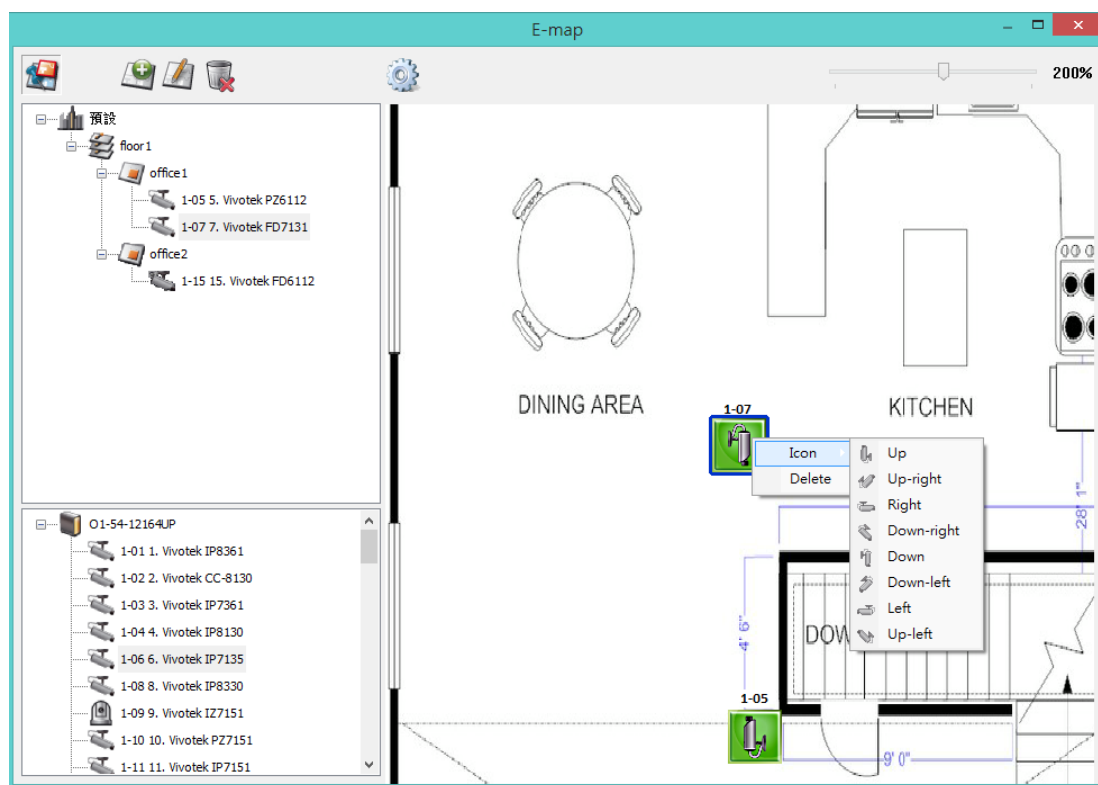 E-map
200%
預設
floor1
office1
1-05 5. Vivotek PZ6112
1-07 7. Vivotek FD7131
office2
1-15 15. Vivotek FD6112
O1-54-12164UP
1-01 1. Vivotek IP8361
1-02 2. Vivotek CC-8130
1-03 3. Vivotek IP7361
1-04 4. Vivotek IP8130
1-06 6. Vivotek IP7135
1-08 8. Vivotek IP8330
1-09 9. Vivotek IZ7151
1-10 10. Vivotek PZ7151
1-11 11. Vivotek IP7151
DINING AREA
KITCHEN
1-07
Icon
Delete
Up
Up-right
Right
Down-right
Down
Down-left
Left
Up-left
28' 1"
4' 6"
DOW
1-05
9' 0"